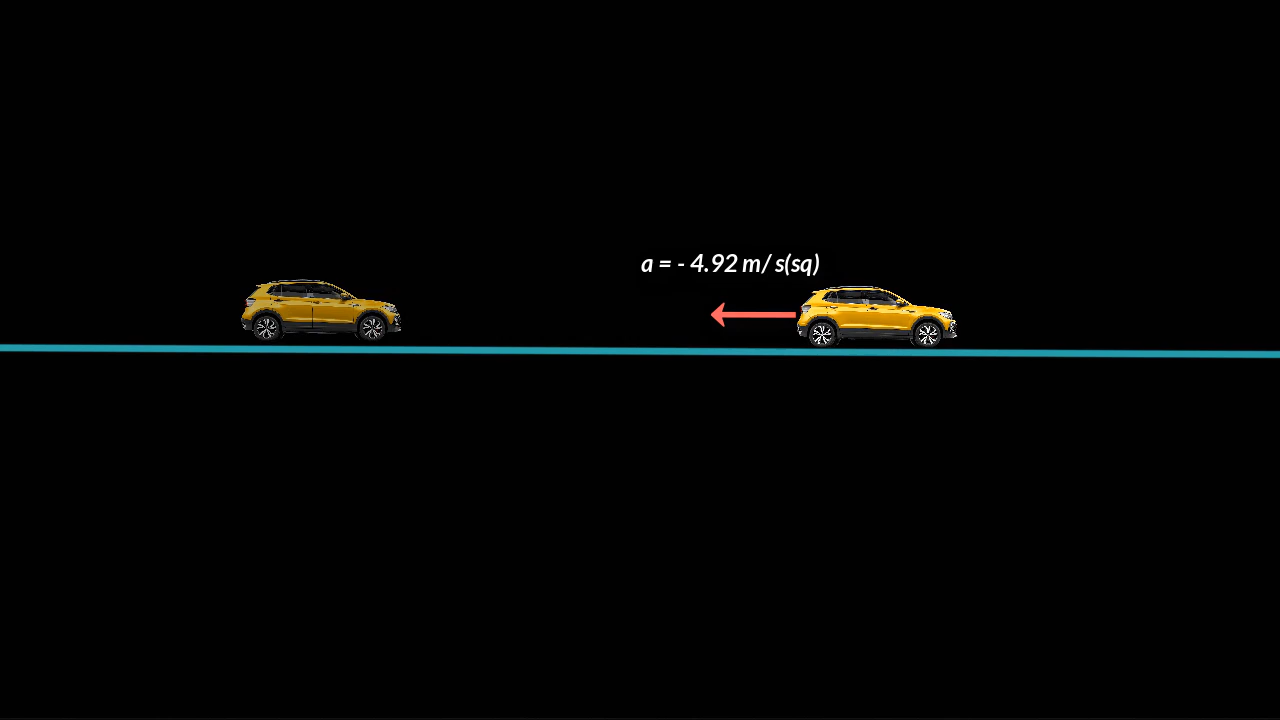 a = - 4.92 m/ s(sq)